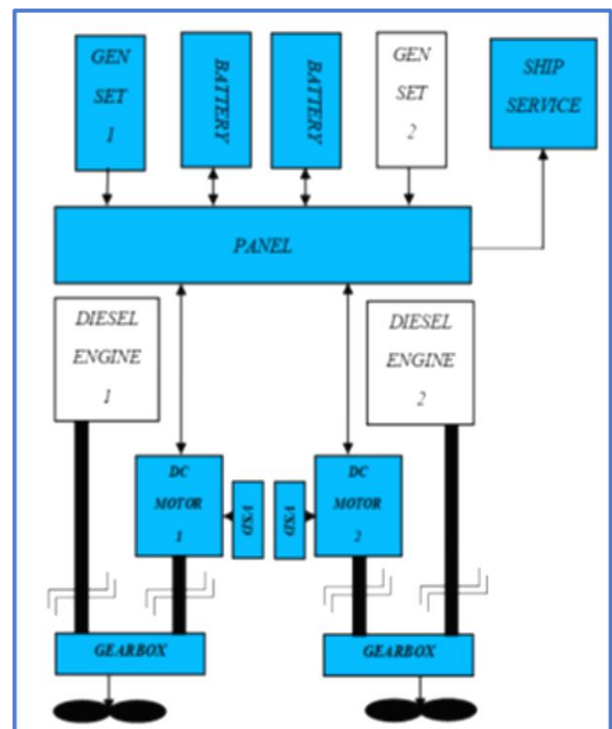 GEN
SET
1
BATTERY
BATTERY
GEN
SET
2
SHIP
SERVICE
PANEL
DIESEL
ENGINE
1
DIESEL
ENGINE
2
DC
MOTOR
1
VSD
VSD
DC
MOTOR
2
GEARBOX
GEARBOX